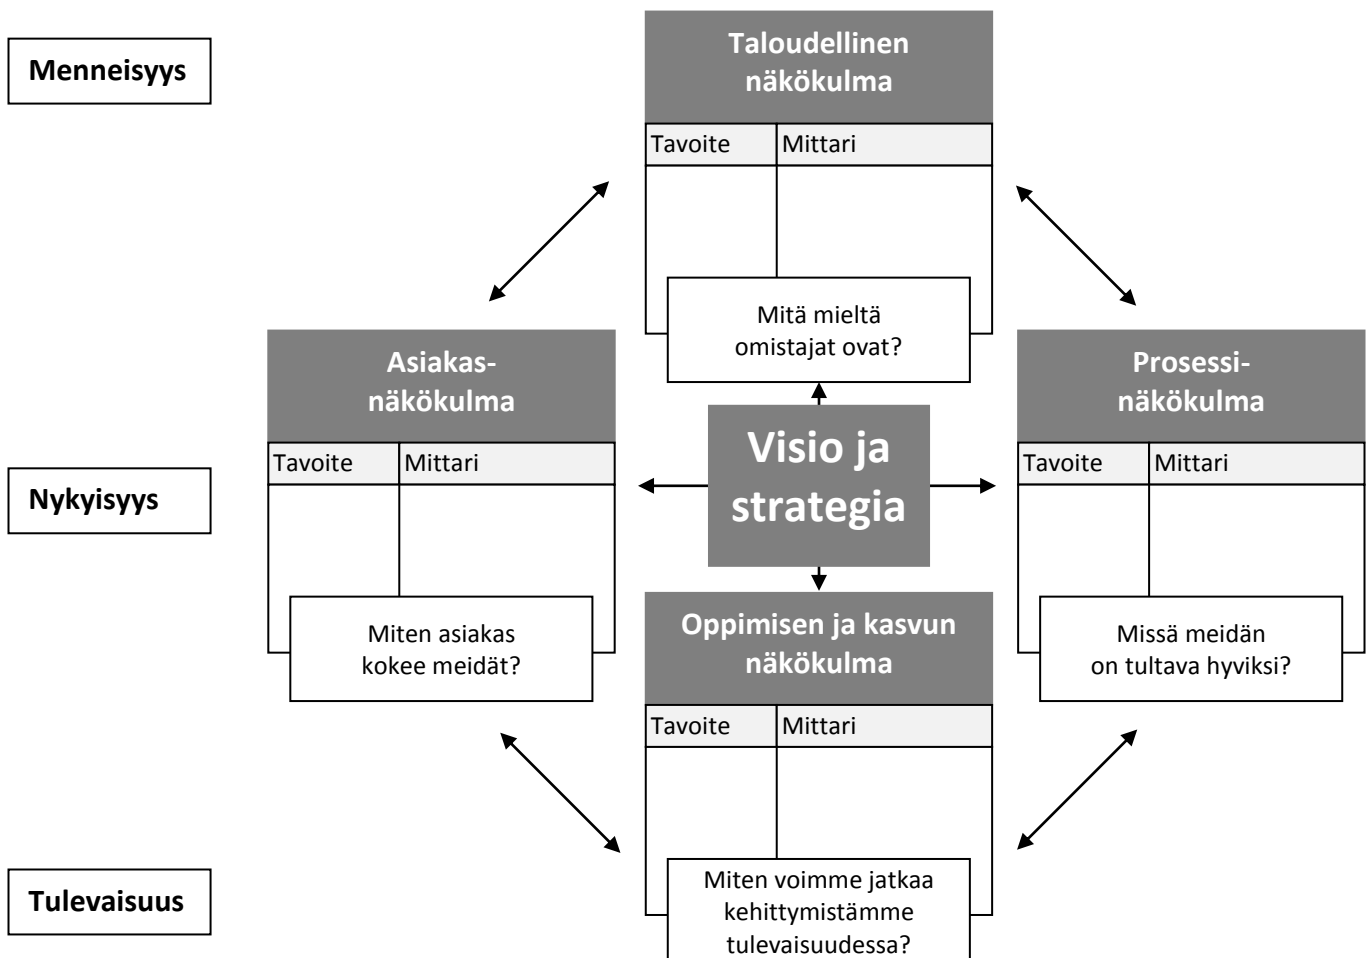 Menneisyys
Taloudellinen
näkökulma
Tavoite
Mittari
Mitä mieltä
omistajat ovat?
Asiakas-
näkökulma
Tavoite
Mittari
Miten asiakas
kokee meidät?
Nykyisyys
Visio ja
strategia
Prosessi-
näkökulma
Tavoite
Mittari
Missä meidän
on tultava hyviksi?
Oppimisen ja kasvun
näkökulma
Tavoite
Mittari
Miten voimme jatkaa
kehittymistämme
tulevaisuudessa?
Tulevaisuus